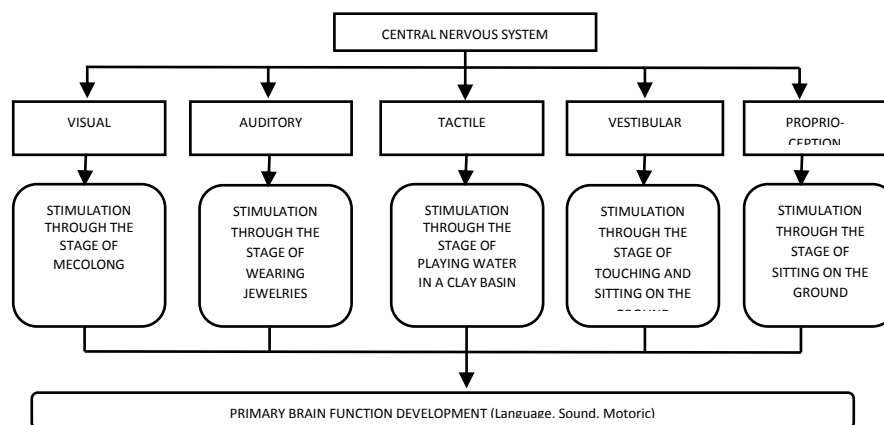 CENTRAL NERVOUS SYSTEM
VISUAL
AUDITORY
TACTILE
VESTIBULAR
PROPRIO-
CEPTION
STIMULATION
THROUGH THE
STAGE OF
MECOLONG
STIMULATION
THROUGH THE
STAGE OF
WEARING
JEWELRIES
STIMULATION
THROUGH THE
STAGE OF
PLAYING WATER
IN A CLAY BASIN
STIMULATION
THROUGH THE
STAGE OF
TOUCHING AND
SITTING ON THE
GROUND
STIMULATION
THROUGH THE
STAGE OF
SITTING ON THE
GROUND
PRIMARY BRAIN FUNCTION DEVELOPMENT (Language, Sound, Motoric)